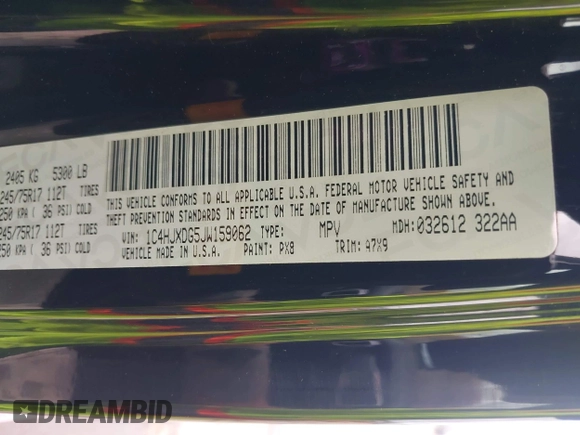 2405 KG 5300 LB
245/75R17 112T TIRES
250 KPA ( 36 PSI) COLD
245/75R17 112T TIRES
250 KPA ( 36 PSI) COLD
THIS VEHICLE CONFORMS TO ALL APPLICABLE U.S.A. FEDERAL MOTOR VEHICLE SAFETY AND
THEFT PREVENTION STANDARDS IN EFFECT ON THE DATE OF MANUFACTURE SHOWN ABOVE.
VIN: 1C4HJXDG5JW159062 TYPE: MPV MDH: 032612 322AA
VEHICLE MADE IN U.S.A. PAINT: PX8 TRIM: A7X9
DREAMBID